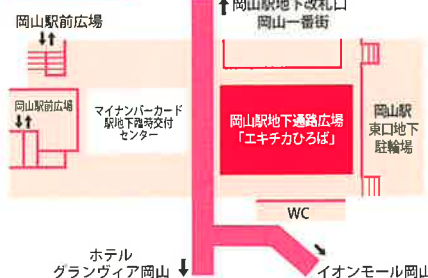 岡山駅地下改札口
岡山一番街
岡山駅前広場
岡山駅前広場
マイナンバーカード
駅地下臨時交付
センター
岡山駅地下通路広場
「エキチカひろば」
岡山駅
東口地下
駐輪場
WC
ホテル
グランヴィア岡山
イオンモール岡山